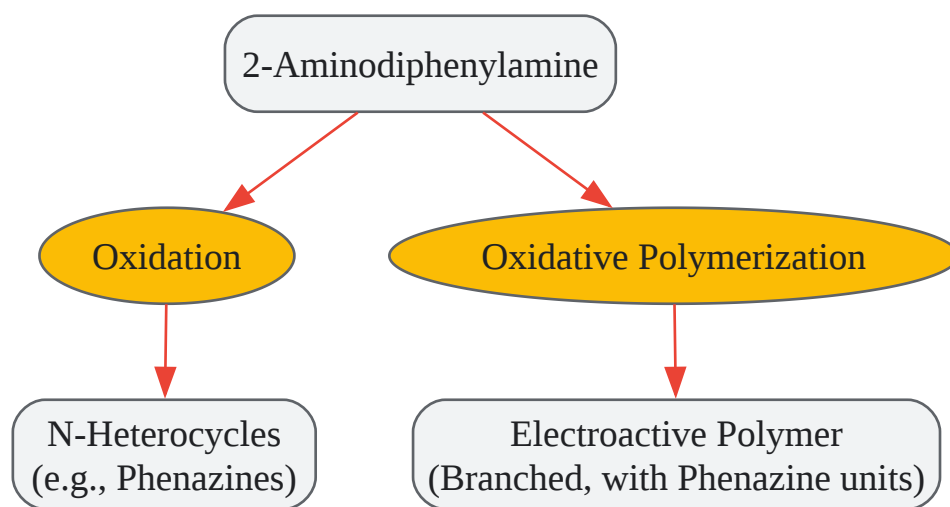 2-Aminodiphenylamine
Oxidation
Oxidative Polymerization
N-Heterocycles
(e.g., Phenazines)
Electroactive Polymer
(Branched, with Phenazine units)